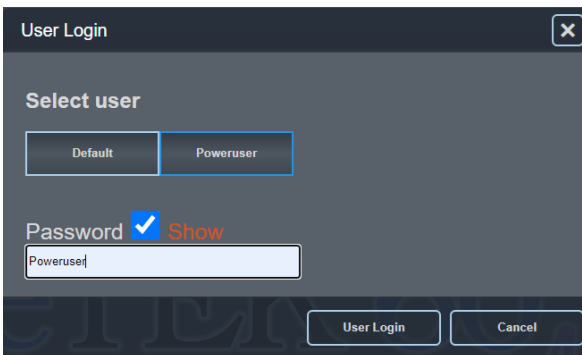 User Login
Select user
Default Poweruser
Password Show
Poweruser
User Login Cancel